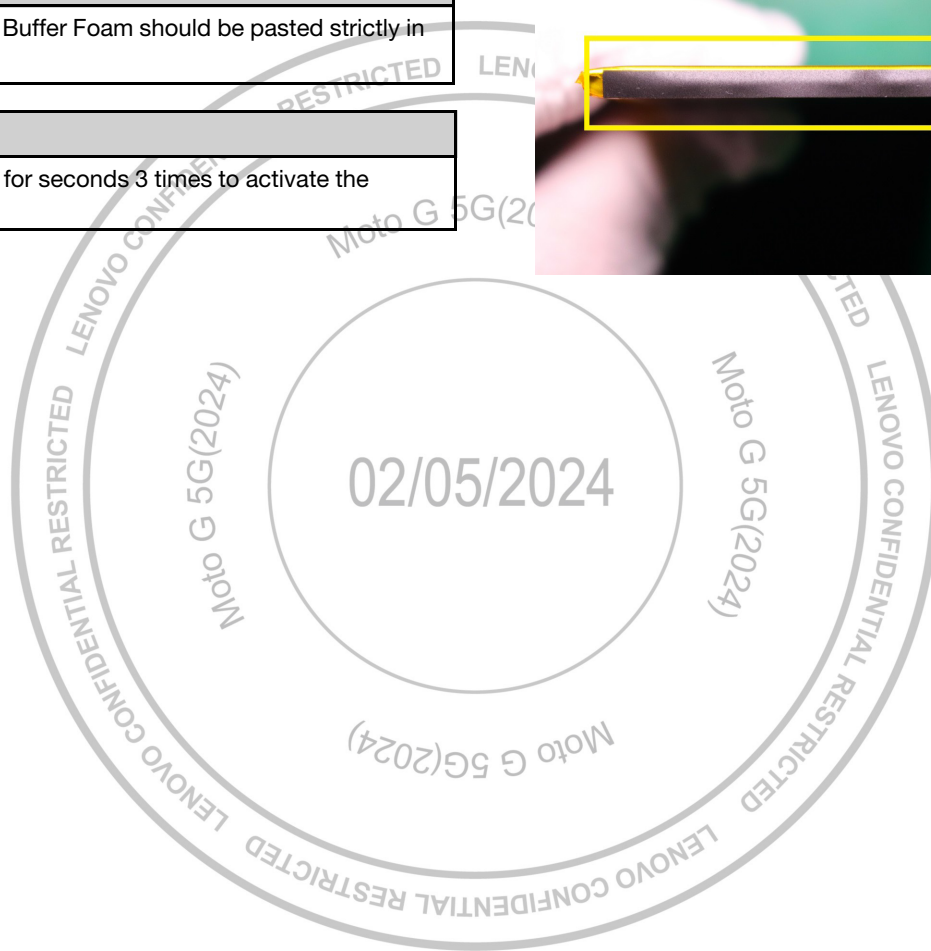 Buffer Foam should be pasted strictly in
for seconds 3 times to activate the
RESTRICTED LENOVO CONFIDENTIAL RESTRICTED
LENOVO CONFIDENTIAL RESTRICTED
LENOVO CONFIDENTIAL RESTRICTED
LENOVO
Moto G 5G(20
Moto G 5G(2024)
Moto G 5G(2024)
Moto G 5G(2024)
02/05/2024